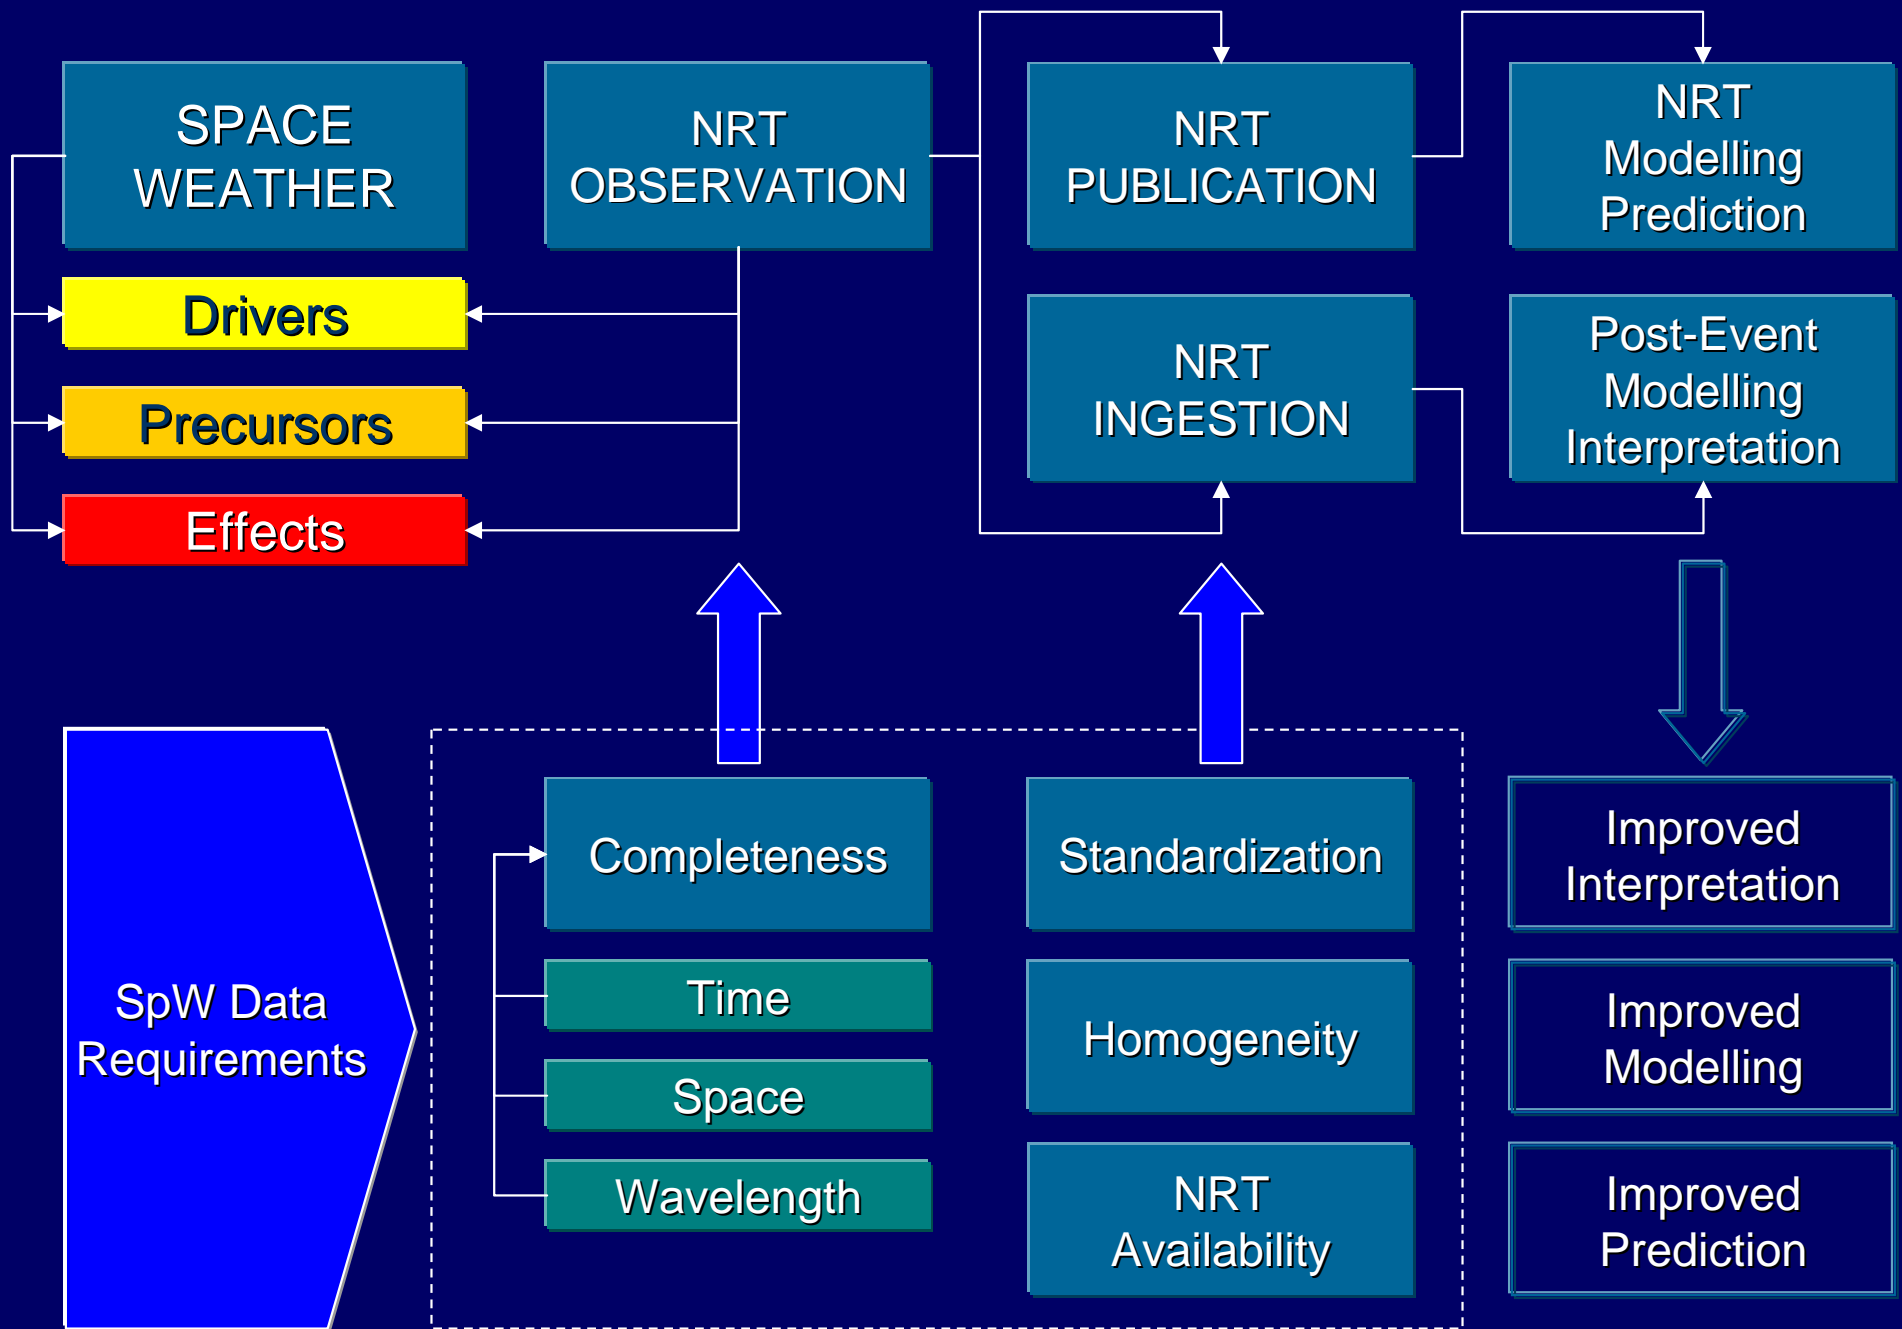 SPACE
WEATHER
Drivers
Precursors
Effects
NRT
OBSERVATION
NRT
PUBLICATION
NRT
INGESTION
NRT
Modelling
Prediction
Post-Event
Modelling
Interpretation
SpW Data
Requirements
Completeness
Time
Space
Wavelength
Standardization
Homogeneity
NRT
Availability
Improved
Interpretation
Improved
Modelling
Improved
Prediction